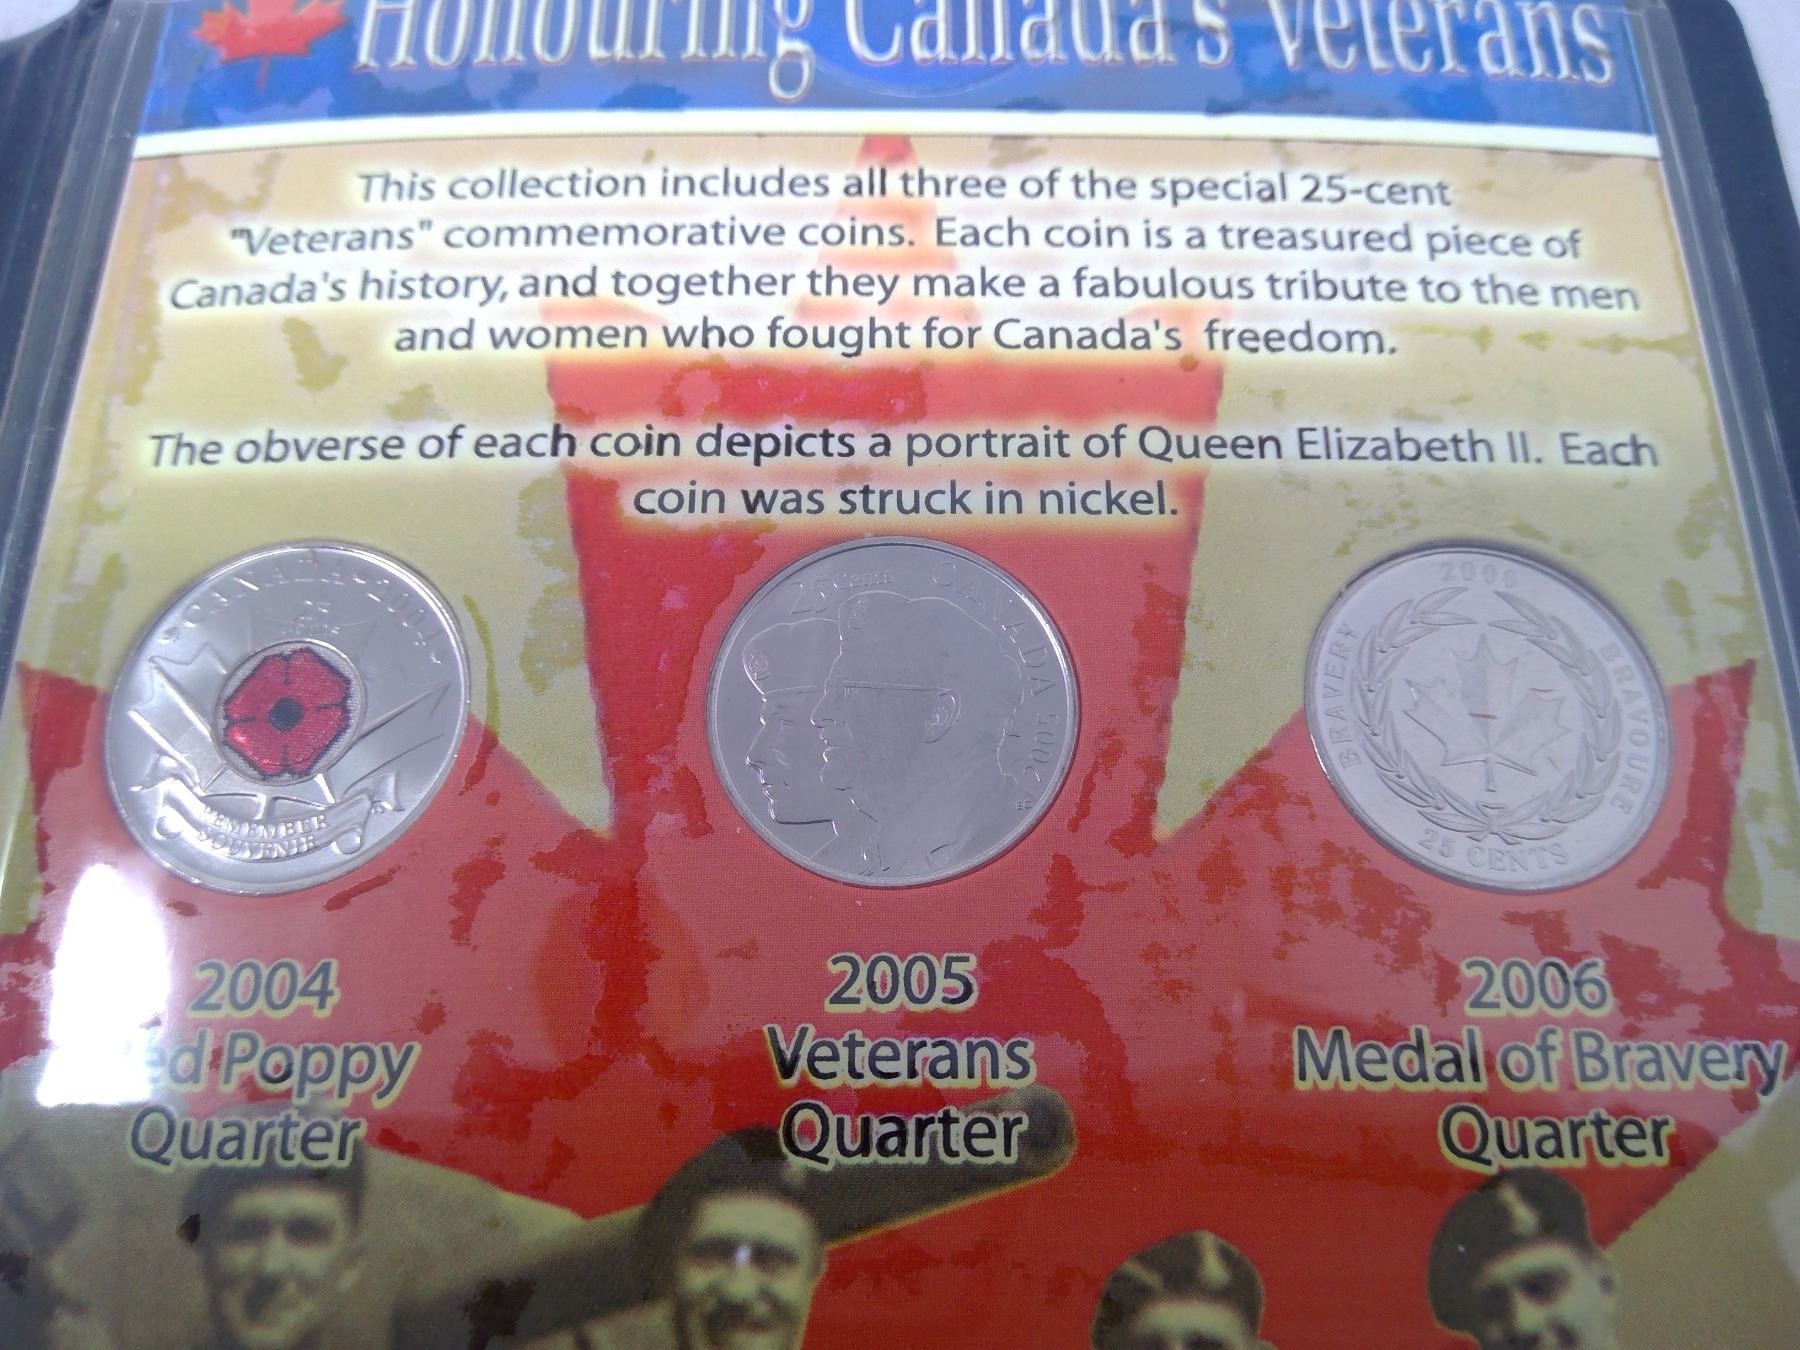 Honouring Canada's Veterans
This collection includes all three of the special 25-cent
"Veterans" commemorative coins. Each coin is a treasured piece of
Canada's history, and together they make a fabulous tribute to the men
and women who fought for Canada's freedom.
The obverse of each coin depicts a portrait of Queen Elizabeth II. Each
coin was struck in nickel.
CANADA 2004
25
REMEMBER
SOUVENIR
25 Cents CANADA 2005
EC
2006
BRAVERY BRAVOURE
25 CENTS
2004
ed Poppy
Quarter
2005
Veterans
Quarter
2006
Medal of Bravery
Quarter